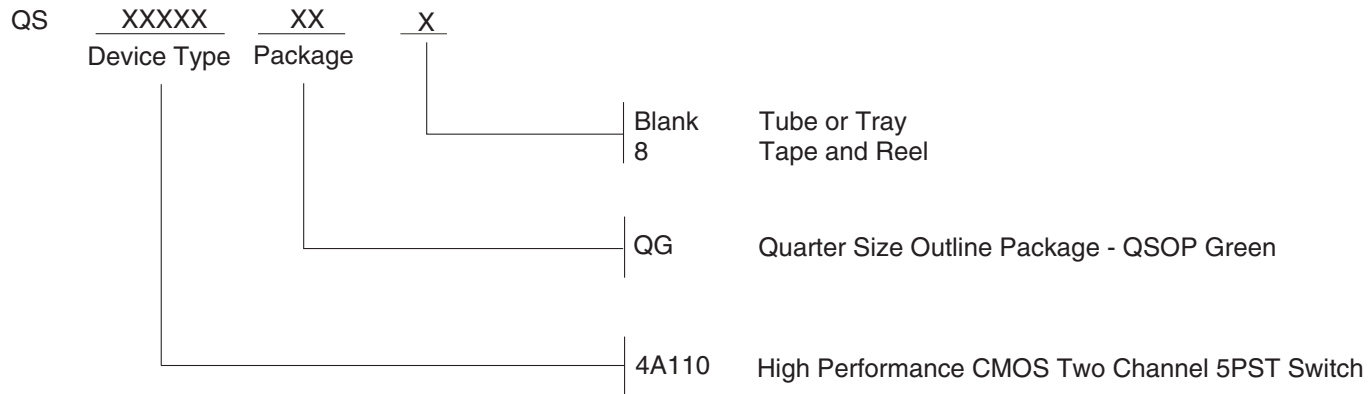 QS XXXXX XX X
Device Type Package
Blank Tube or Tray
8 Tape and Reel
QG Quarter Size Outline Package - QSOP Green
4A110 High Performance CMOS Two Channel 5PST Switch